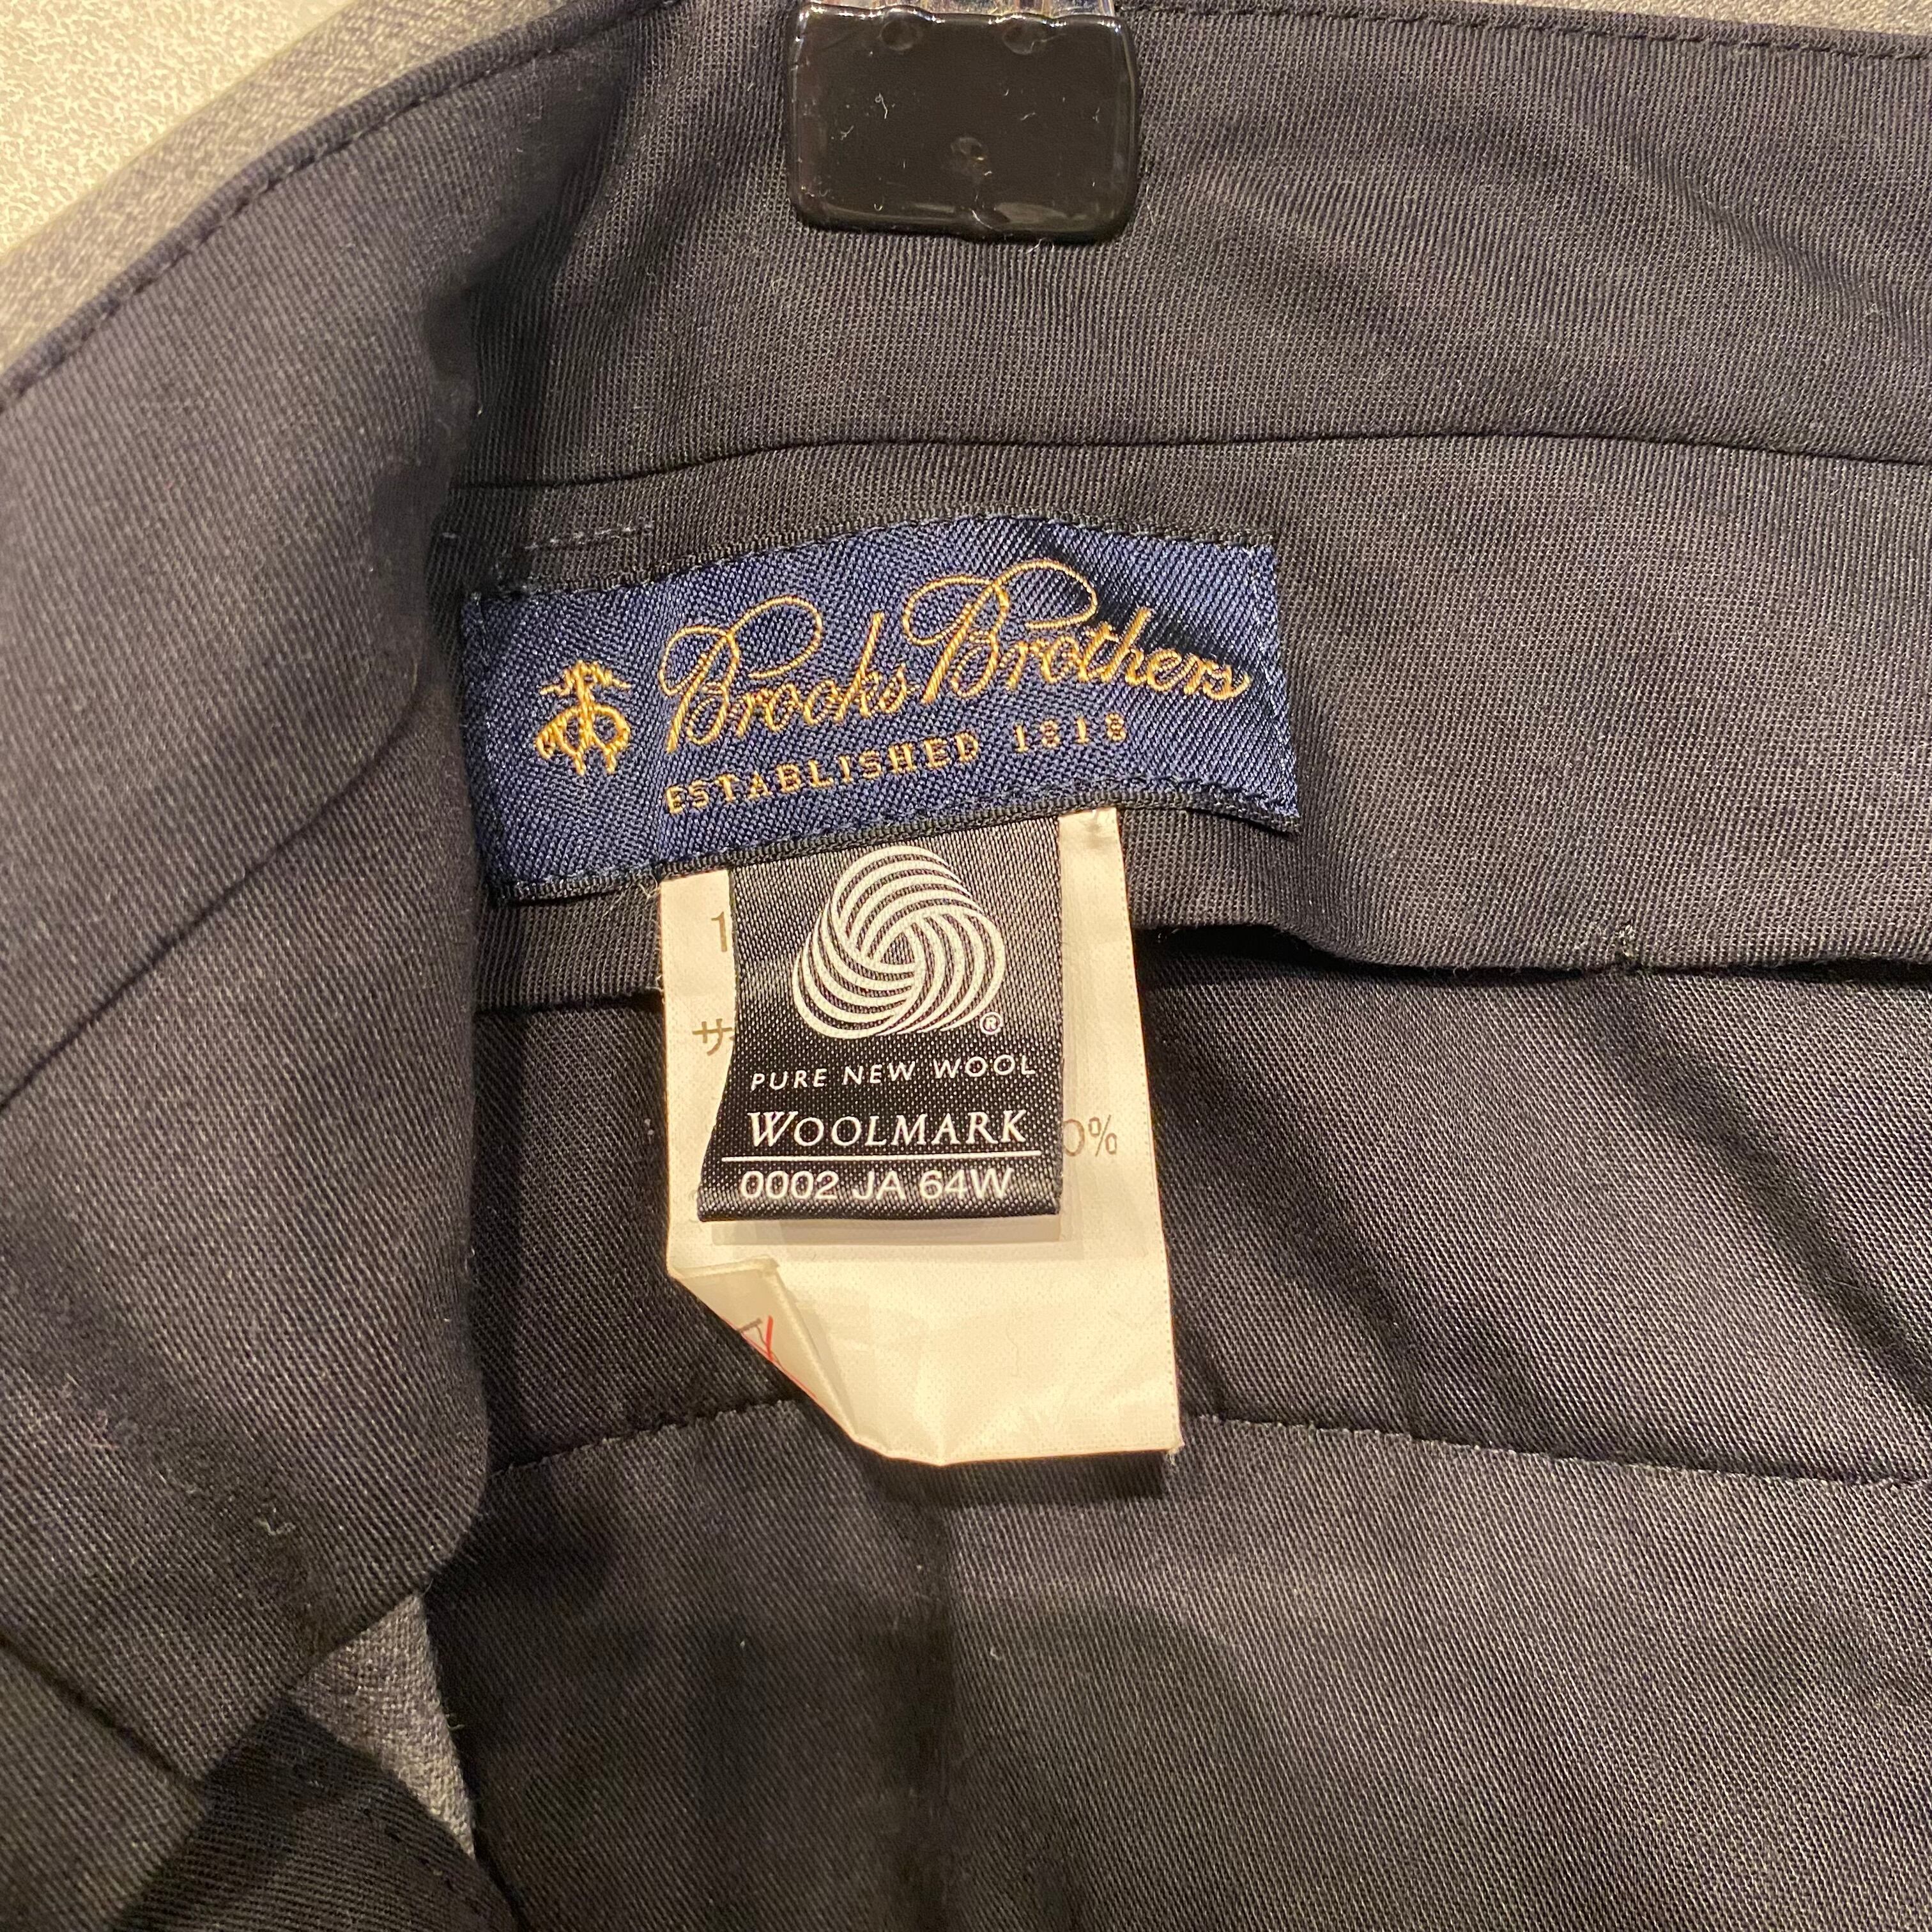 Brooks Brothers
ESTABLISHED 1818
®
PURE NEW WOOL
WOOLMARK
0002 JA 64W